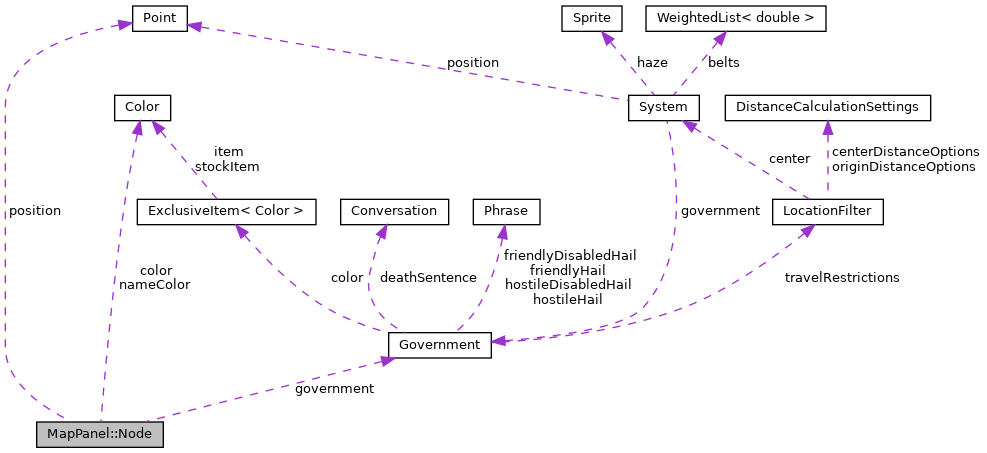 Point
Sprite
WeightedList< double >
position
haze
belts
Color
System
DistanceCalculationSettings
item
stockItem
center
centerDistanceOptions
originDistanceOptions
position
ExclusiveItem< Color >
Conversation
Phrase
government
LocationFilter
color
nameColor
color
deathSentence
friendlyDisabledHail
friendlyHail
hostileDisabledHail
hostileHail
travelRestrictions
Government
government
MapPanel::Node